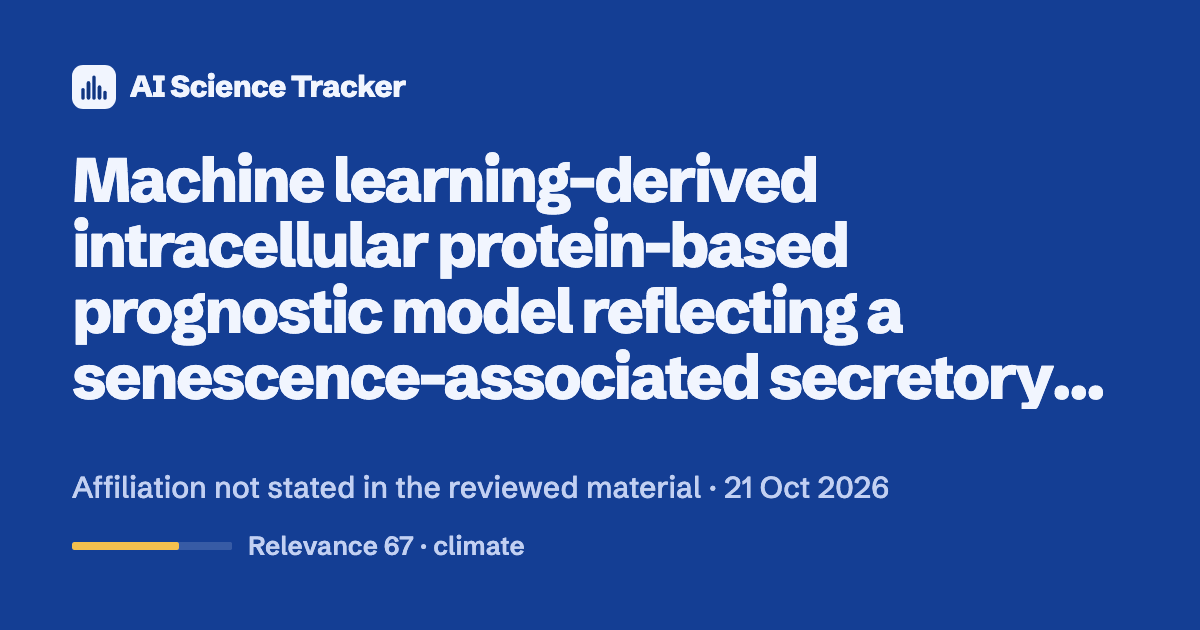 AI Science Tracker
Machine learning-derived
intracellular protein-based
prognostic model reflecting a
senescence-associated secretory...
Affiliation not stated in the reviewed material · 21 Oct 2026
Relevance 67 · climate